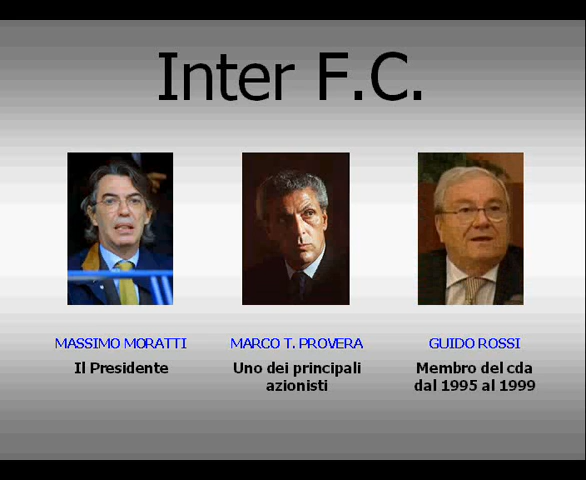 Inter F.C.
MASSIMO MORATTI
Il Presidente
MARCO T. PROVERA
Uno dei principali
azionisti
GUIDO ROSSI
Membro del cda
dal 1995 al 1999